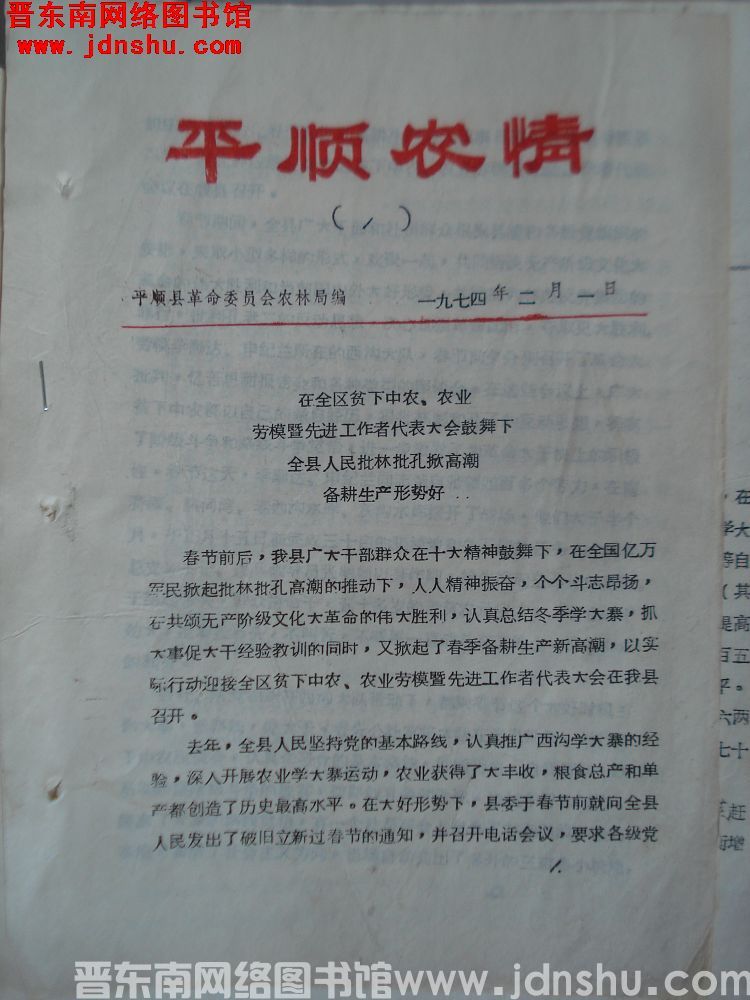 晋东南网络图书馆
www.jdnshu.com
平顺农情
(1)
平顺县革命委员会农林局编
一九七四年二月一日
在全区贫下中农、农业
劳模暨先进工作者代表大会鼓舞下
全县人民批林批孔掀高潮
备耕生产形势好
春节前后，我县广大干部群众在十大精神鼓舞下，在全国亿万
军民掀起批林批孔高潮的推动下，人人精神振奋，个个斗志昂扬，
在共颂无产阶级文化大革命的伟大胜利，认真总结冬季学大寨，抓
大事促大干经验教训的同时，又掀起了春季备耕生产新高潮，以实
际行动迎接全区贫下中农、农业劳模暨先进工作者代表大会在我县
召开。
去年，全县人民坚持党的基本路线，认真推广西沟学大寨的经
验，深入开展农业学大寨运动，农业获得了大丰收，粮食总产和单
产都创造了历史最高水平。在大好形势下，县委于春节前就向全县
人民发出了破旧立新过春节的通知，并召开电话会议，要求各级党
1.
，在
学大
等自
（其
是高
百五
平。
六两
七十
赶
增
晋东南网络图书馆www.jdnshu.com